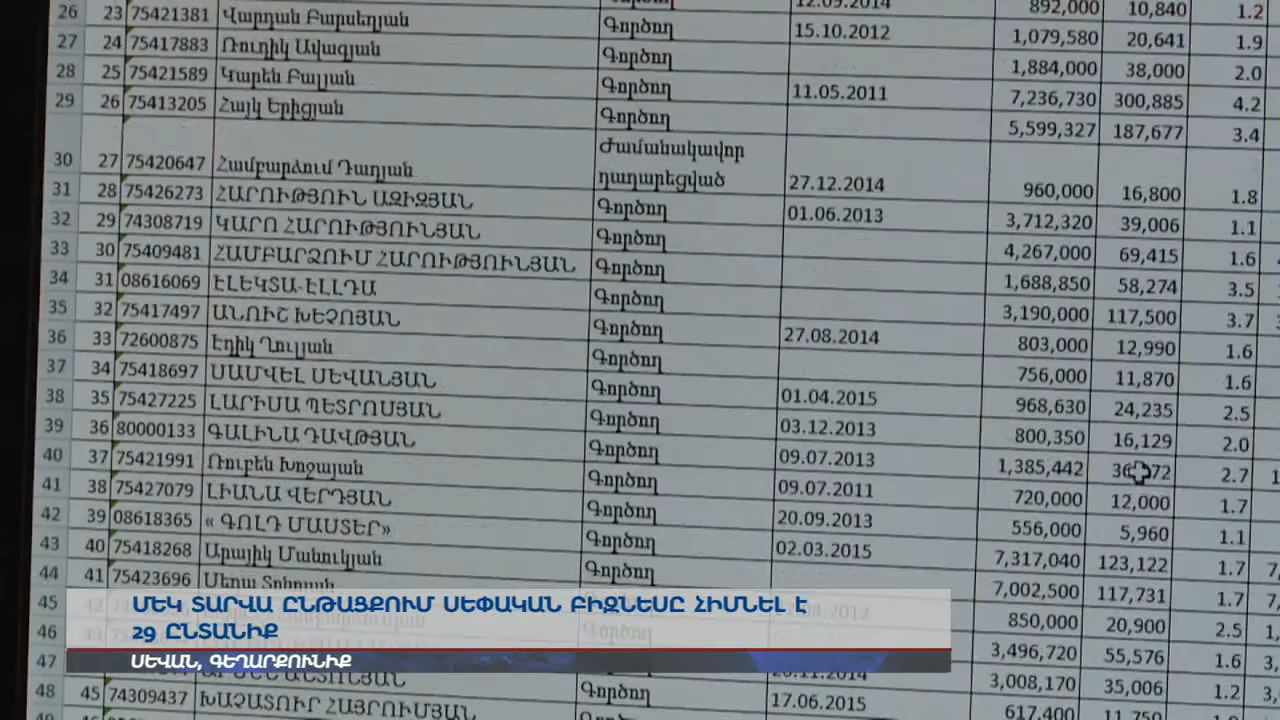 892,000 10,840 1.2
26 23 75421381 Վարդան Բարսեղյան Գործող 15.10.2012 1,079,580 20,641 1.9
27 24 75417883 Ռուդիկ Ավագյան Գործող 1,884,000 38,000 2.0
28 25 75421589 Կարեն Բալյան Գործող 11.05.2011 7,236,730 300,885 4.2
29 26 75413205 Հայկ Երիցյան Գործող 5,599,327 187,677 3.4
ժամանակավոր
30 27 75420647 Համբարձում Դադյան դադարեցված 27.12.2014 960,000 16,800 1.8
31 28 75426273 ՀԱՐՈՒԹՅՈՒՆ ԱԶԻԶՅԱՆ Գործող 01.06.2013 3,712,320 39,006 1.1
32 29 74308719 ԿԱՐՈ ՀԱՐՈՒԹՅՈՒՆՅԱՆ Գործող 4,267,000 69,415 1.6
33 30 75409481 ՀԱՄԲԱՐՁՈՒՄ ՀԱՐՈՒԹՅՈՒՆՅԱՆ Գործող 1,688,850 58,274 3.5
34 31 08616069 ԷԼԵԿՏԱ-ԷԼԼԴԱ Գործող 3,190,000 117,500 3.7
35 32 75417497 ԱՆՈՒՇ ԽԵՉՈՅԱՆ Գործող 27.08.2014 803,000 12,990 1.6
36 33 72600875 Էդիկ Ղուլյան Գործող 756,000 11,870 1.6
37 34 75418697 ՍԱՄՎԵԼ ՍԵՎԱՆՅԱՆ Գործող 01.04.2015 968,630 24,235 2.5
38 35 75427225 ԼԱՐԻՍԱ ՊԵՏՐՈՍՅԱՆ Գործող 03.12.2013 800,350 16,129 2.0
39 36 80000133 ԳԱԼԻՆԱ ԴԱՎԹՅԱՆ Գործող 09.07.2013 1,385,442 2.7
40 37 75421991 Ռուբեն Խոջայան Գործող 09.07.2011 720,000 12,000 1.7
41 38 75427079 ԼԻԱՆԱ ՎԵՐԴՅԱՆ Գործող 20.09.2013 556,000 5,960 1.1
42 39 08618365 « ԳՈԼԴ ՄԱՍՏԵՐ» Գործող 02.03.2015 7,317,040 123,122 1.7
43 40 75418268 Արայիկ Մանուկյան Գործող 7,002,500 117,731 1.7
44 41 75423696 850,000 20,900 2.5
45 3,496,720 55,576 1.6
46 3,008,170 35,006 1.2
47 Գործող 17.06.2015 617,400 11,750
48 45 74309437 ԽԱՉԱՏՈՒՐ ՀԱՅՐՈՒՄՅԱՆ
ՄԵԿ ՏԱՐՎԱ ԸՆԹԱՑՔՈՒՄ ՍԵՓԱԿԱՆ ԲԻԶՆԵՍԸ ՀԻՄՆԵԼ Է
29 ԸՆՏԱՆԻՔ
ՍԵՎԱՆ, ԳԵՂԱՐՔՈՒՆԻՔ